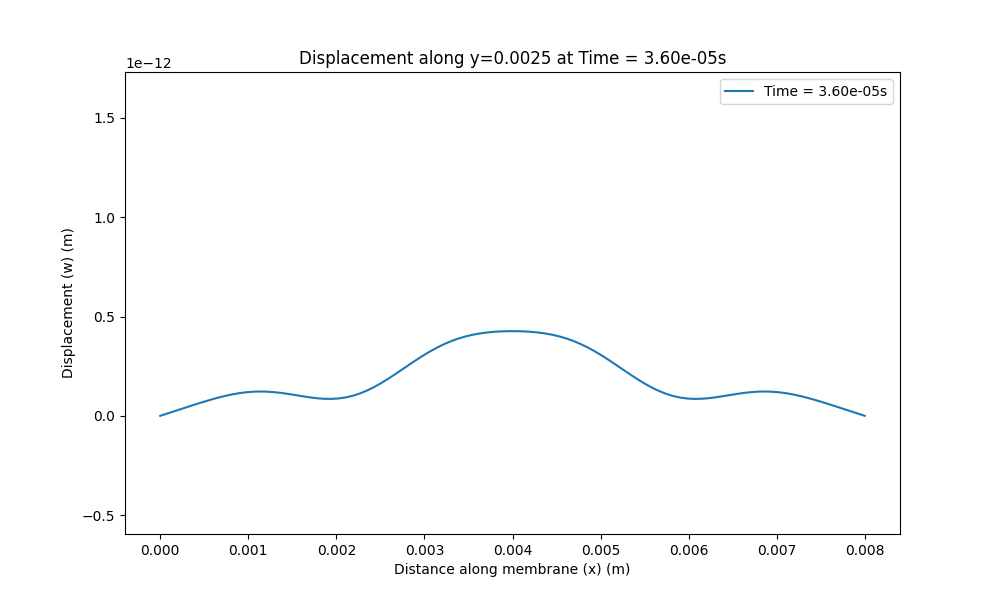 Displacement along y=0.0025 at Time = 3.60e-05s
1e−12
Time = 3.60e-05s
1.5
1.0
0.5
0.0
−0.5
Displacement (w) (m)
0.000 0.001 0.002 0.003 0.004 0.005 0.006 0.007 0.008
Distance along membrane (x) (m)